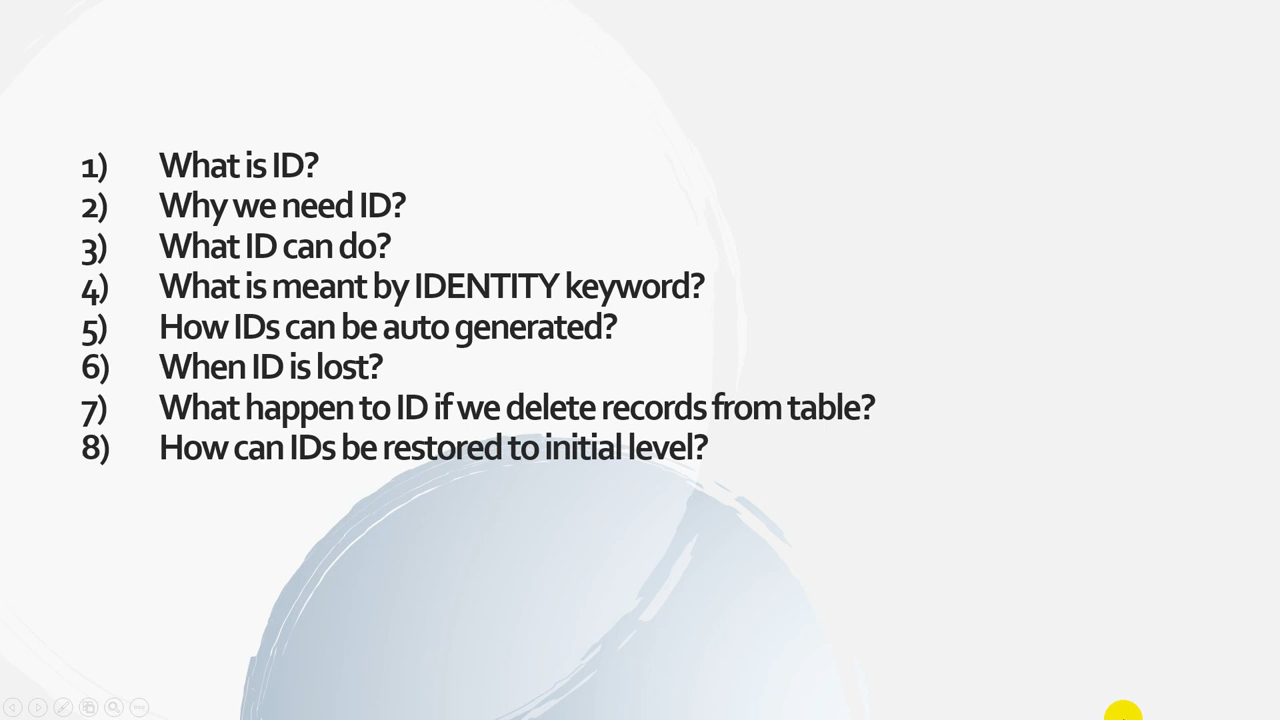 1) What is ID?
2) Why we need ID?
3) What ID can do?
4) What is meant by IDENTITY keyword?
5) How IDs can be auto generated?
6) When ID is lost?
7) What happen to ID if we delete records from table?
8) How can IDs be restored to initial level?